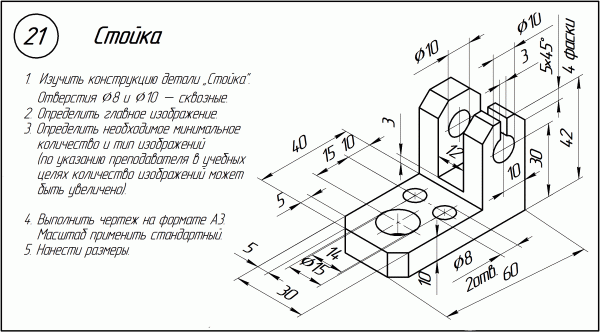 21
Стойка
1. Изучить конструкцию детали „Стойка".
Отверстия Ø8 и Ø10 — сквозные.
2. Определить главное изображение.
3. Определить необходимое минимальное
количество и тип изображений
(по указанию преподавателя в учебных
целях количество изображений может
быть увеличено).
4. Выполнить чертеж на формате А3.
Масштаб применить стандартный.
5. Нанести размеры.
Ø10
Ø10
3
5x45°
4 фаски
40
15
10
3
5
12
10
30
42
5
14
Ø15
30
10
Ø8
2отв.
60